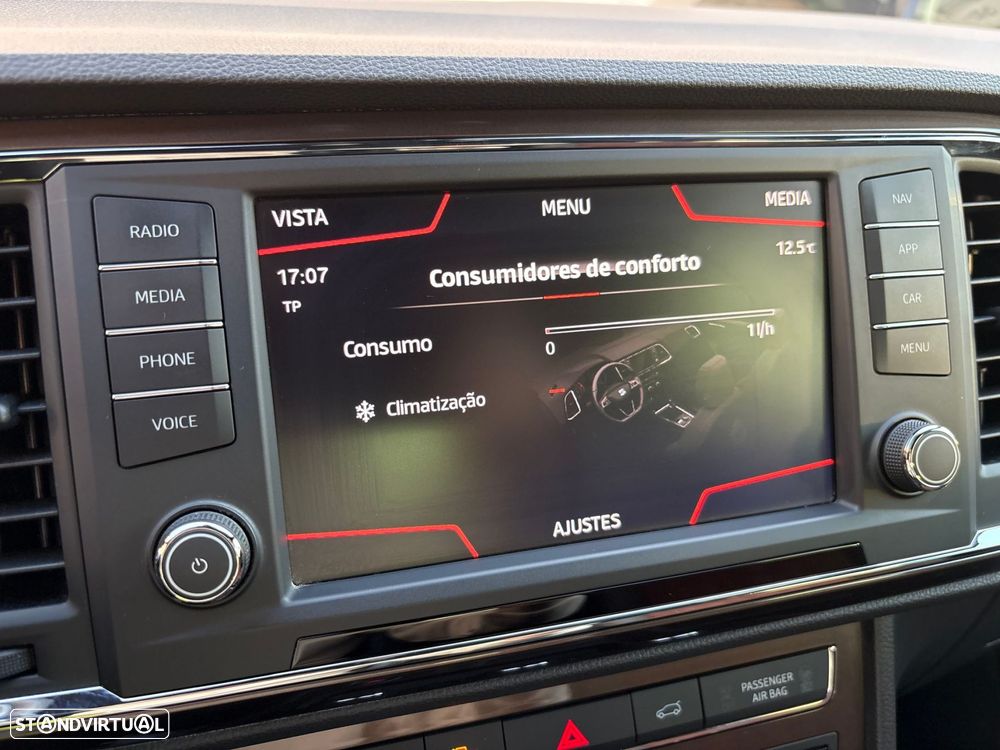 VISTA
MENU
MEDIA
17:07
12.5°c
TP
Consumidores de conforto
Consumo
0
1 l/h
Climatização
AJUSTES
RADIO
MEDIA
PHONE
VOICE
NAV
APP
CAR
MENU
PASSENGER
AIR BAG
STANDVIRTUAL